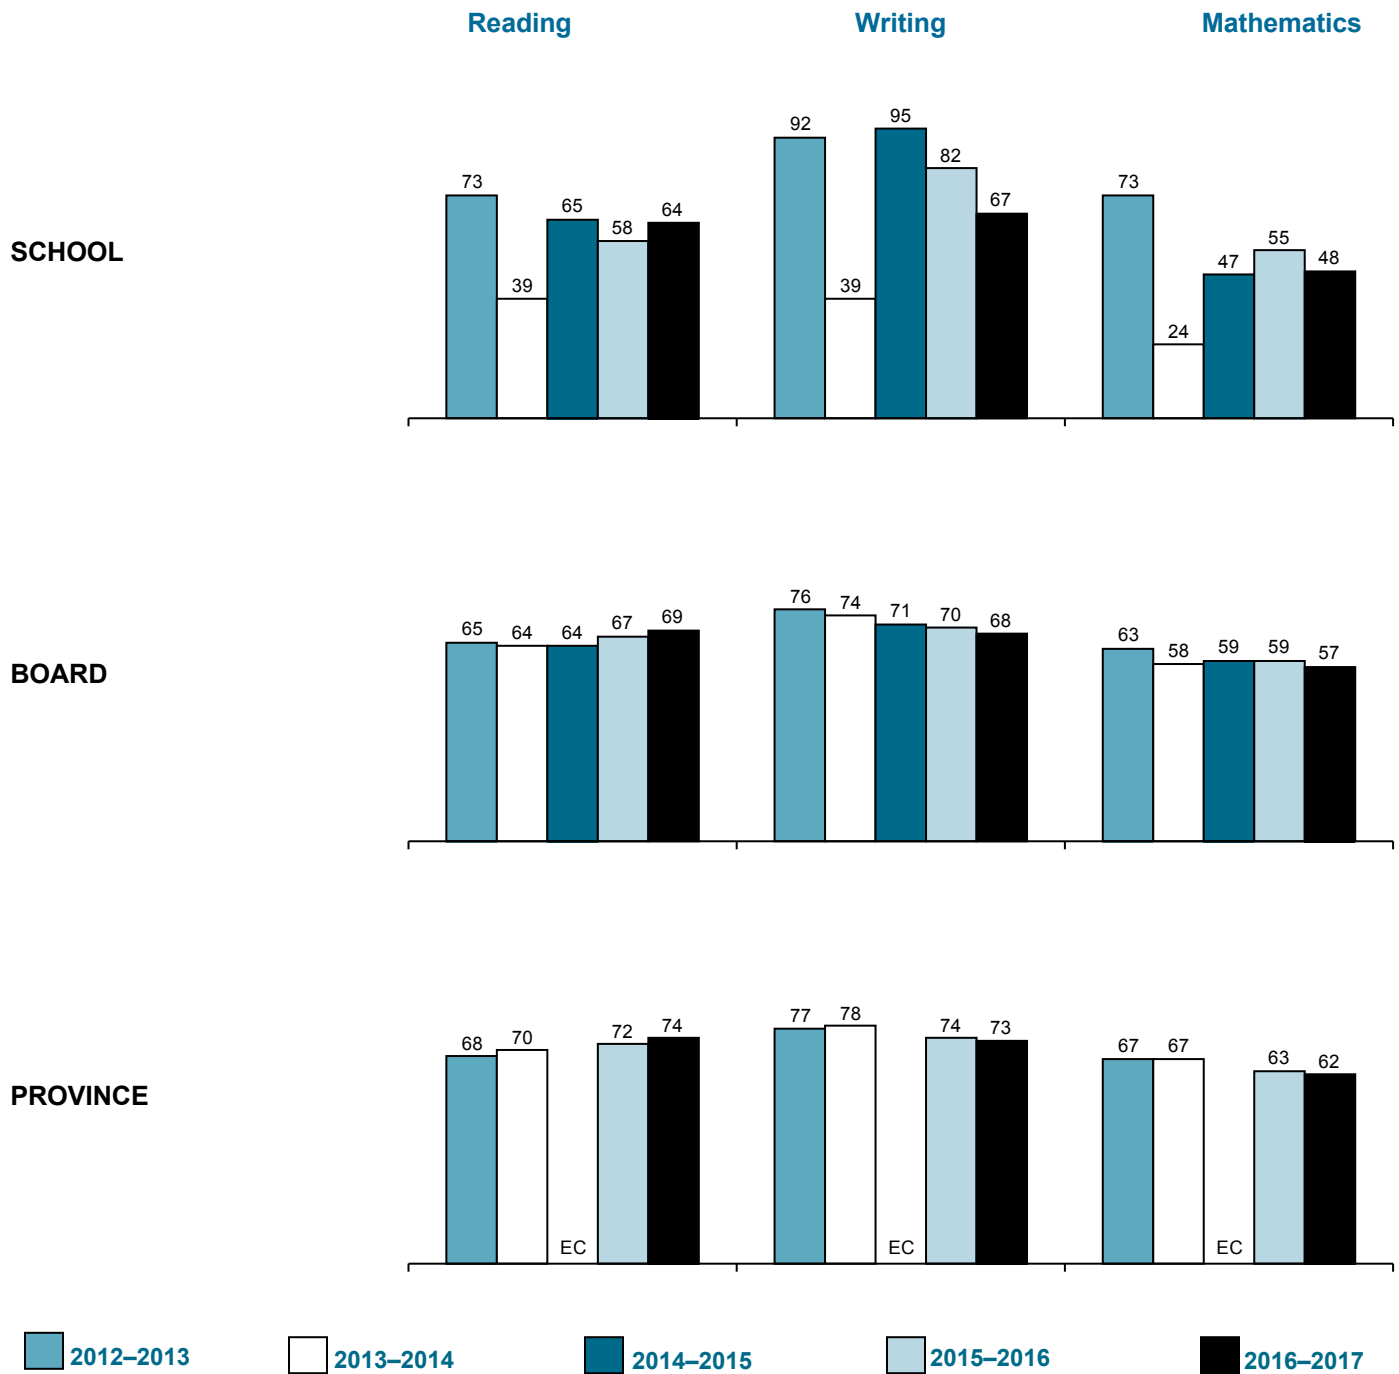 Reading Writing Mathematics
SCHOOL
73 39 65 58 64
92 39 95 82 67
73 24 47 55 48
BOARD
65 64 64 67 69
76 74 71 70 68
63 58 59 59 57
PROVINCE
68 70 EC 72 74
77 78 EC 74 73
67 67 EC 63 62
2012–2013 2013–2014 2014–2015 2015–2016 2016–2017